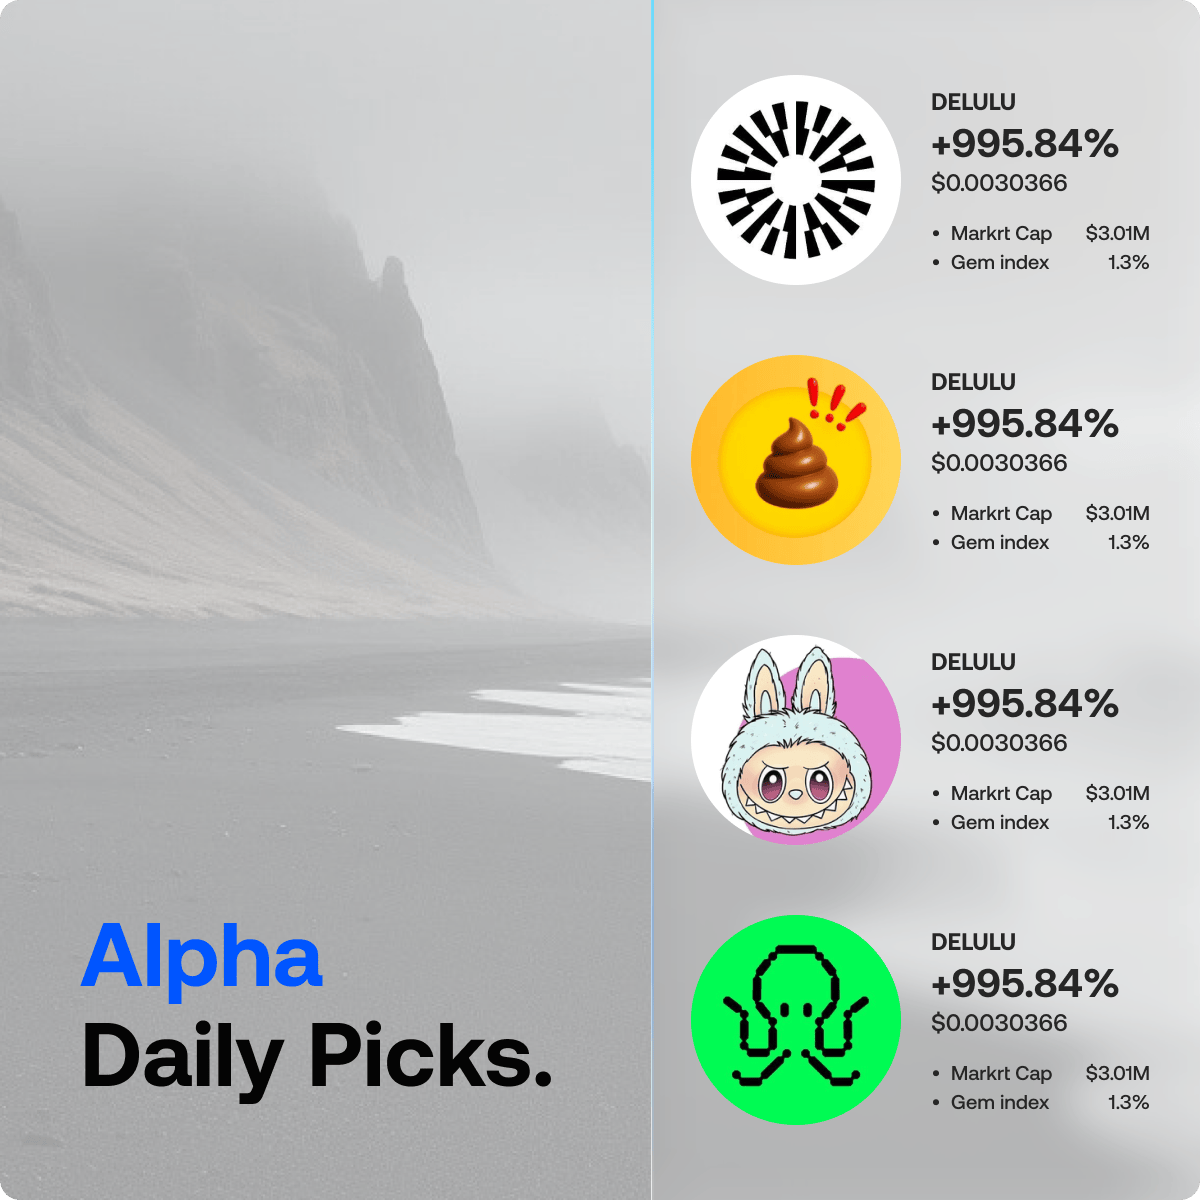 Alpha
Daily Picks.
DELULU
+995.84%
$0.0030366
• Markrt Cap $3.01M
• Gem index 1.3%
DELULU
+995.84%
$0.0030366
• Markrt Cap $3.01M
• Gem index 1.3%
DELULU
+995.84%
$0.0030366
• Markrt Cap $3.01M
• Gem index 1.3%
DELULU
+995.84%
$0.0030366
• Markrt Cap $3.01M
• Gem index 1.3%